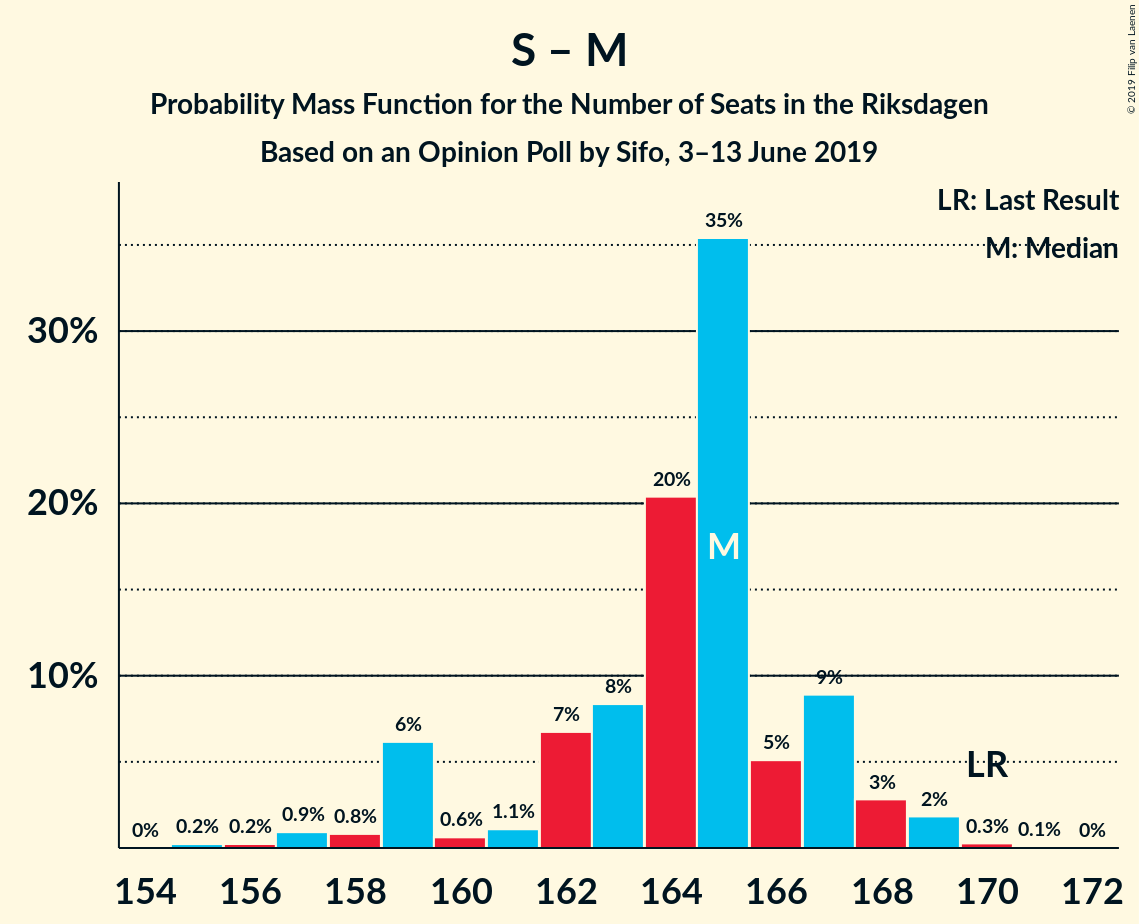 S – M
Probability Mass Function for the Number of Seats in the Riksdagen
Based on an Opinion Poll by Sifo, 3–13 June 2019
© 2019 Filip van Laenen
LR: Last Result
M: Median
30%
20%
10%
0%
0.2%
0.2%
0.9%
0.8%
6%
0.6%
1.1%
7%
8%
20%
35%
M
5%
9%
3%
2%
LR
0.3%
0.1%
0%
154 156 158 160 162 164 166 168 170 172